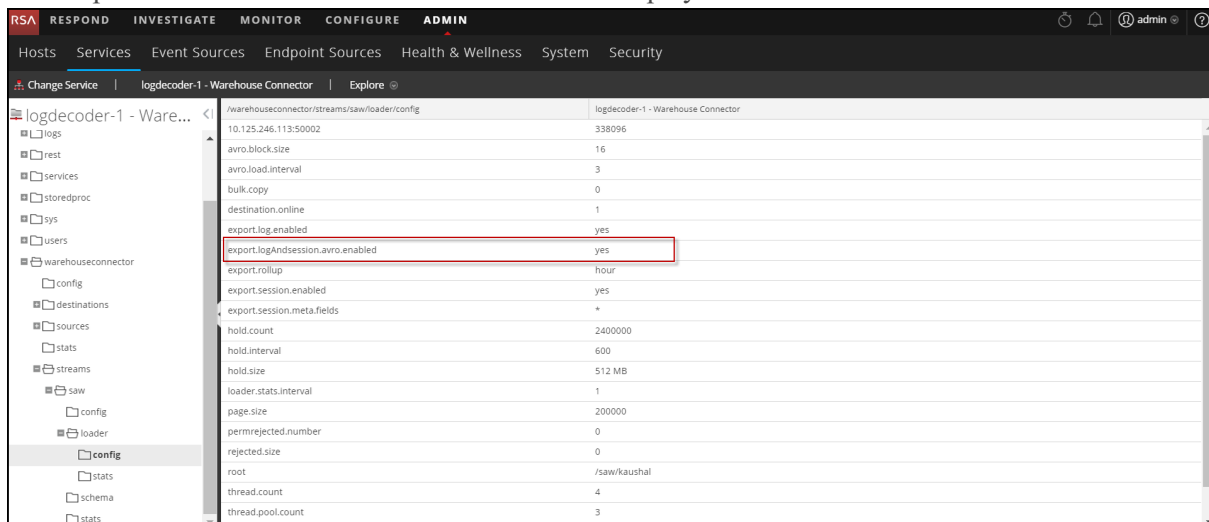 RSA RESPOND INVESTIGATE MONITOR CONFIGURE ADMIN admin
Hosts Services Event Sources Endpoint Sources Health & Wellness System Security
Change Service | logdecoder-1 - Warehouse Connector | Explore
logdecoder-1 - Ware...
logs
rest
services
storedproc
sys
users
warehouseconnector
config
destinations
sources
stats
streams
saw
config
loader
config
stats
schema
stats
/warehouseconnector/streams/saw/loader/config logdecoder-1 - Warehouse Connector
10.125.246.113:50002 338096
avro.block.size 16
avro.load.interval 3
bulk.copy 0
destination.online 1
export.log.enabled yes
export.logAndsession.avro.enabled yes
export.rollup hour
export.session.enabled yes
export.session.meta.fields *
hold.count 2400000
hold.interval 600
hold.size 512 MB
loader.stats.interval 1
page.size 200000
permrejected.number 0
rejected.size 0
root /saw/kaushal
thread.count 4
thread.pool.count 3